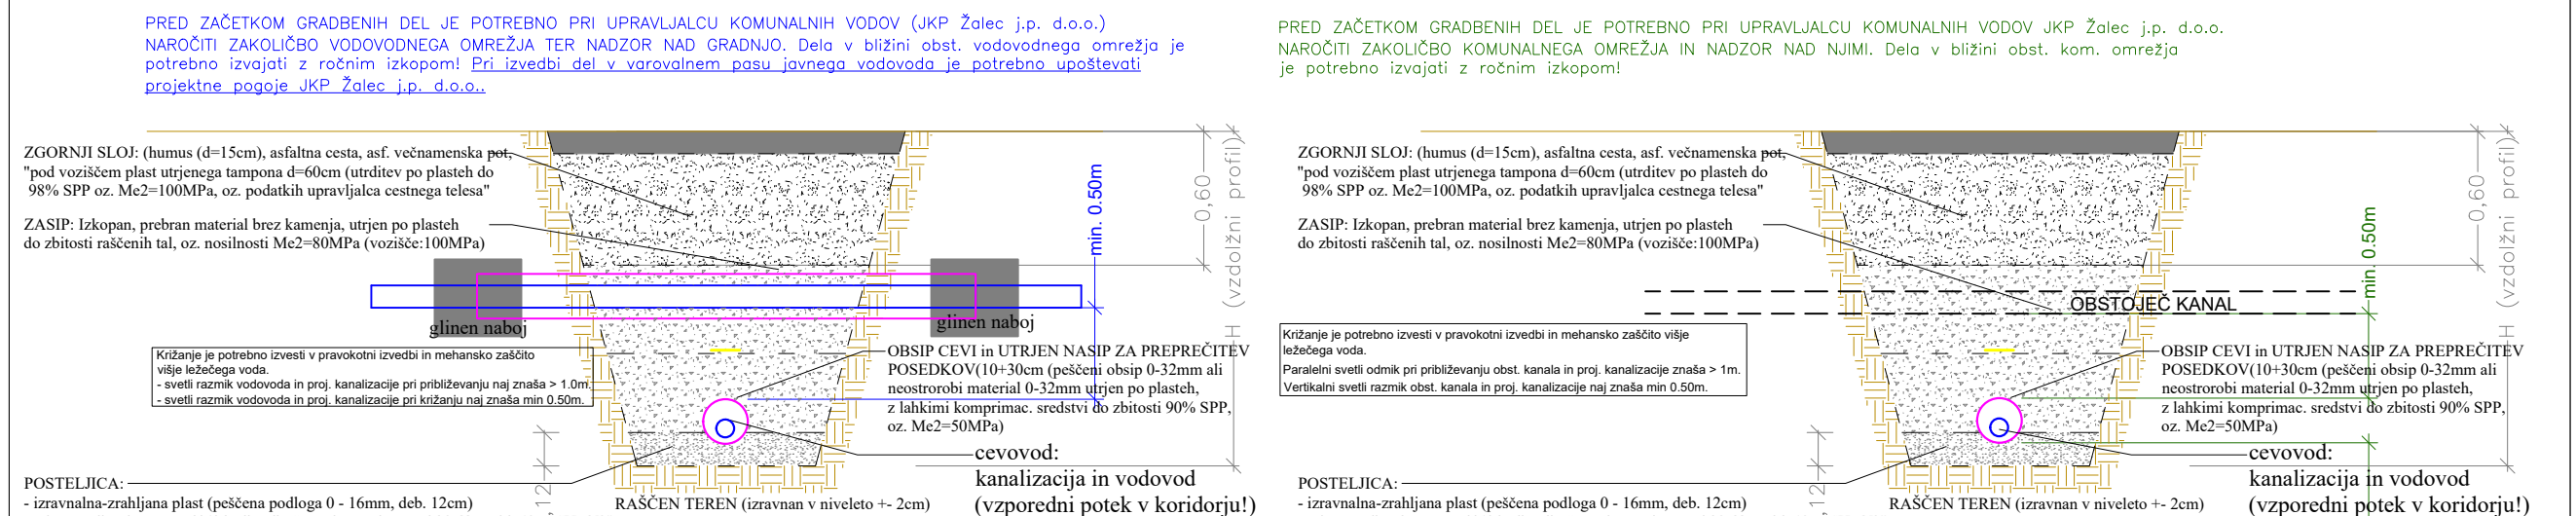 PRED ZAČETKOM GRADBENIH DEL JE POTREBNO PRI UPRAVLJALCU KOMUNALNIH VODOV (JKP Žalec j.p. d.o.o.)
NAROČITI ZAKOLIČBO VODOVODNEGA OMREŽJA TER NADZOR NAD GRADNJO. Dela v bližini obst. vodovodnega omrežja je
potrebno izvajati z ročnim izkopom! Pri izvedbi del v varovalnem pasu javnega vodovoda je potrebno upoštevati
projektne pogoje JKP Žalec j.p. d.o.o..
ZGORNJI SLOJ: (humus (d=15cm), asfaltna cesta, asf. večnamenska pot,
"pod voziščem plast utrjenega tampona d=60cm (utrditev po plasteh do
98% SPP oz. Me2=100MPa, oz. podatkih upravljalca cestnega telesa"
ZASIP: Izkopan, prebran material brez kamenja, utrjen po plasteh
do zbitosti raščenih tal, oz. nosilnosti Me2=80MPa (vozišče:100MPa)
min. 0.50m
0,60
H (vzdolžni profil)
glinen naboj
glinen naboj
Križanje je potrebno izvesti v pravokotni izvedbi in mehansko zaščito
višje ležečega voda.
- svetli razmik vodovoda in proj. kanalizacije pri približevanju naj znaša > 1.0m.
- svetli razmik vodovoda in proj. kanalizacije pri križanju naj znaša min 0.50m.
OBSIP CEVI in UTRJEN NASIP ZA PREPREČITEV
POSEDKOV(10+30cm (peščeni obsip 0-32mm ali
neostrorobi material 0-32mm utrjen po plasteh,
z lahkimi komprimac. sredstvi do zbitosti 90% SPP,
oz. Me2=50MPa)
cevovod:
kanalizacija in vodovod
(vzporedni potek v koridorju!)
POSTELJICA:
- izravnalna-zrahljana plast (peščena podloga 0 - 16mm, deb. 12cm)
,12
RAŠČEN TEREN (izravnan v niveleto +- 2cm)
PRED ZAČETKOM GRADBENIH DEL JE POTREBNO PRI UPRAVLJALCU KOMUNALNIH VODOV JKP Žalec j.p. d.o.o.
NAROČITI ZAKOLIČBO KOMUNALNEGA OMREŽJA IN NADZOR NAD NJIMI. Dela v bližini obst. kom. omrežja
je potrebno izvajati z ročnim izkopom!
ZGORNJI SLOJ: (humus (d=15cm), asfaltna cesta, asf. večnamenska pot,
"pod voziščem plast utrjenega tampona d=60cm (utrditev po plasteh do
98% SPP oz. Me2=100MPa, oz. podatkih upravljalca cestnega telesa"
ZASIP: Izkopan, prebran material brez kamenja, utrjen po plasteh
do zbitosti raščenih tal, oz. nosilnosti Me2=80MPa (vozišče:100MPa)
min. 0.50m
0,60
H (vzdolžni profil)
OBSTOJEČ KANAL
Križanje je potrebno izvesti v pravokotni izvedbi in mehansko zaščito višje
ležečega voda.
Paralelni svetli odmik pri približevanju obst. kanala in proj. kanalizacije znaša > 1m.
Vertikalni svetli razmik obst. kanala in proj. kanalizacije naj znaša min 0.50m.
OBSIP CEVI in UTRJEN NASIP ZA PREPREČITEV
POSEDKOV(10+30cm (peščeni obsip 0-32mm ali
neostrorobi material 0-32mm utrjen po plasteh,
z lahkimi komprimac. sredstvi do zbitosti 90% SPP,
oz. Me2=50MPa)
cevovod:
kanalizacija in vodovod
(vzporedni potek v koridorju!)
POSTELJICA:
- izravnalna-zrahljana plast (peščena podloga 0 - 16mm, deb. 12cm)
,12
RAŠČEN TEREN (izravnan v niveleto +- 2cm)